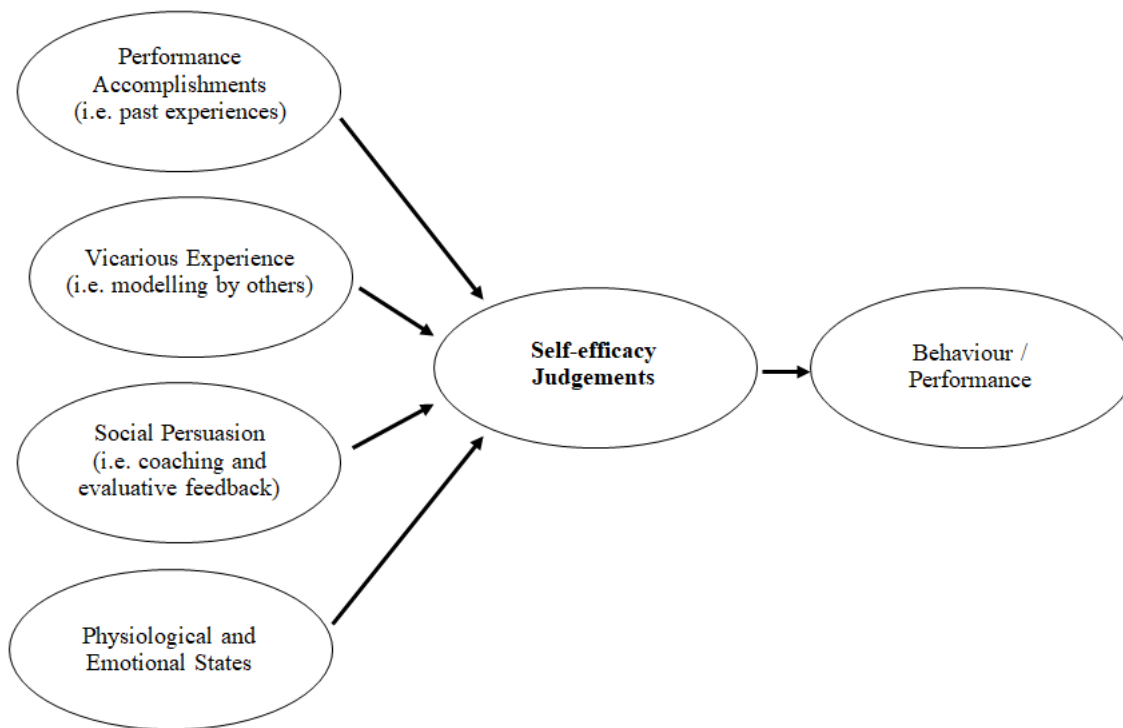 Performance
Accomplishments
(i.e. past experiences)
Vicarious Experience
(i.e. modelling by others)
Social Persuasion
(i.e. coaching and
evaluative feedback)
Physiological and
Emotional States
Self-efficacy
Judgements
Behaviour /
Performance